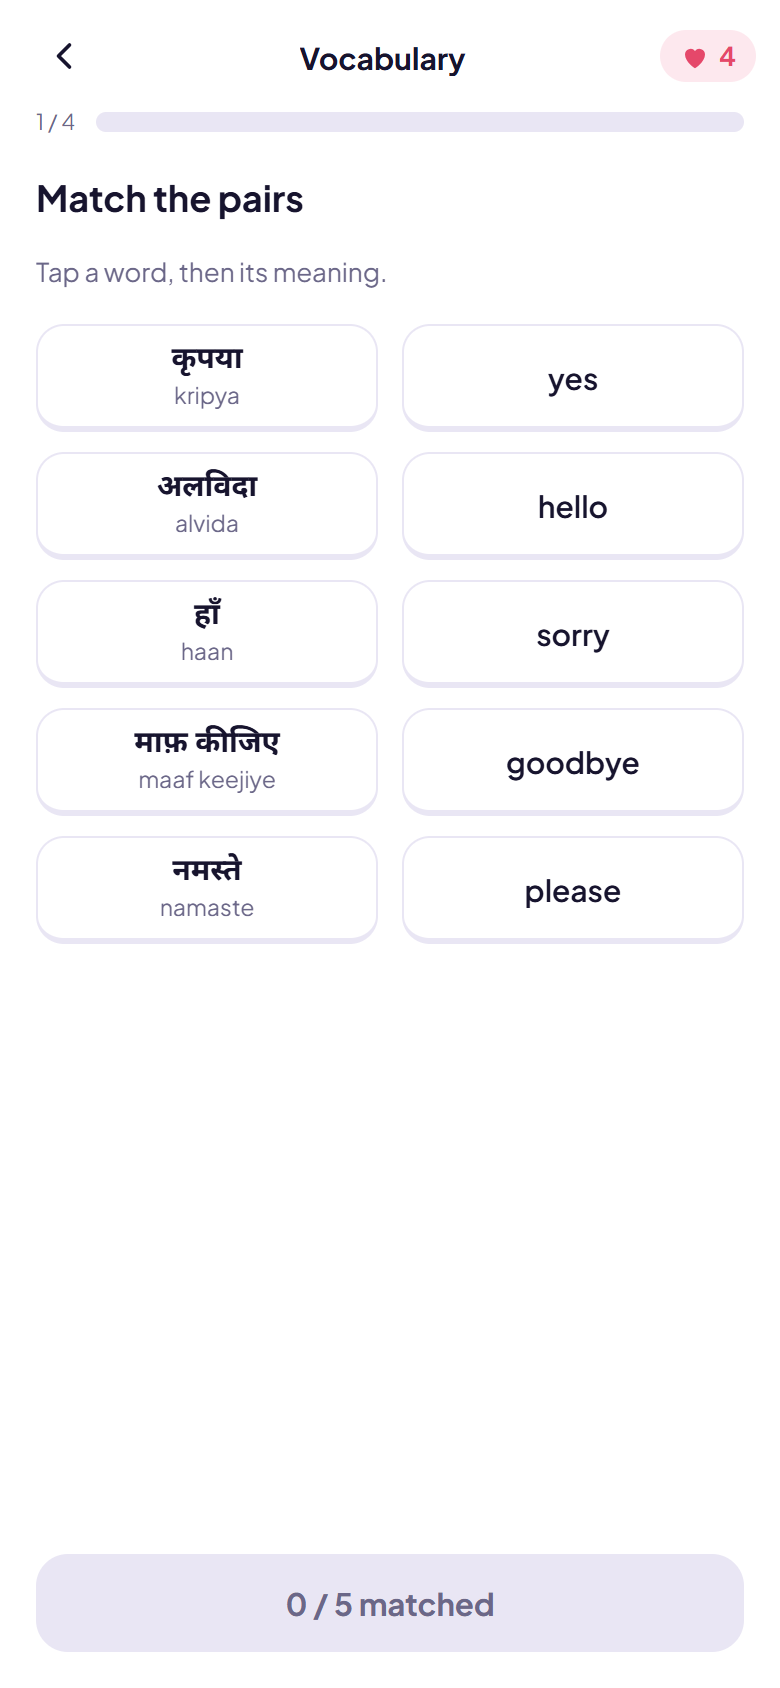 Vocabulary
4
1 / 4
Match the pairs
Tap a word, then its meaning.
कृपया
kripya
yes
अलविदा
alvida
hello
हाँ
haan
sorry
माफ़ कीजिए
maaf keejiye
goodbye
नमस्ते
namaste
please
0 / 5 matched